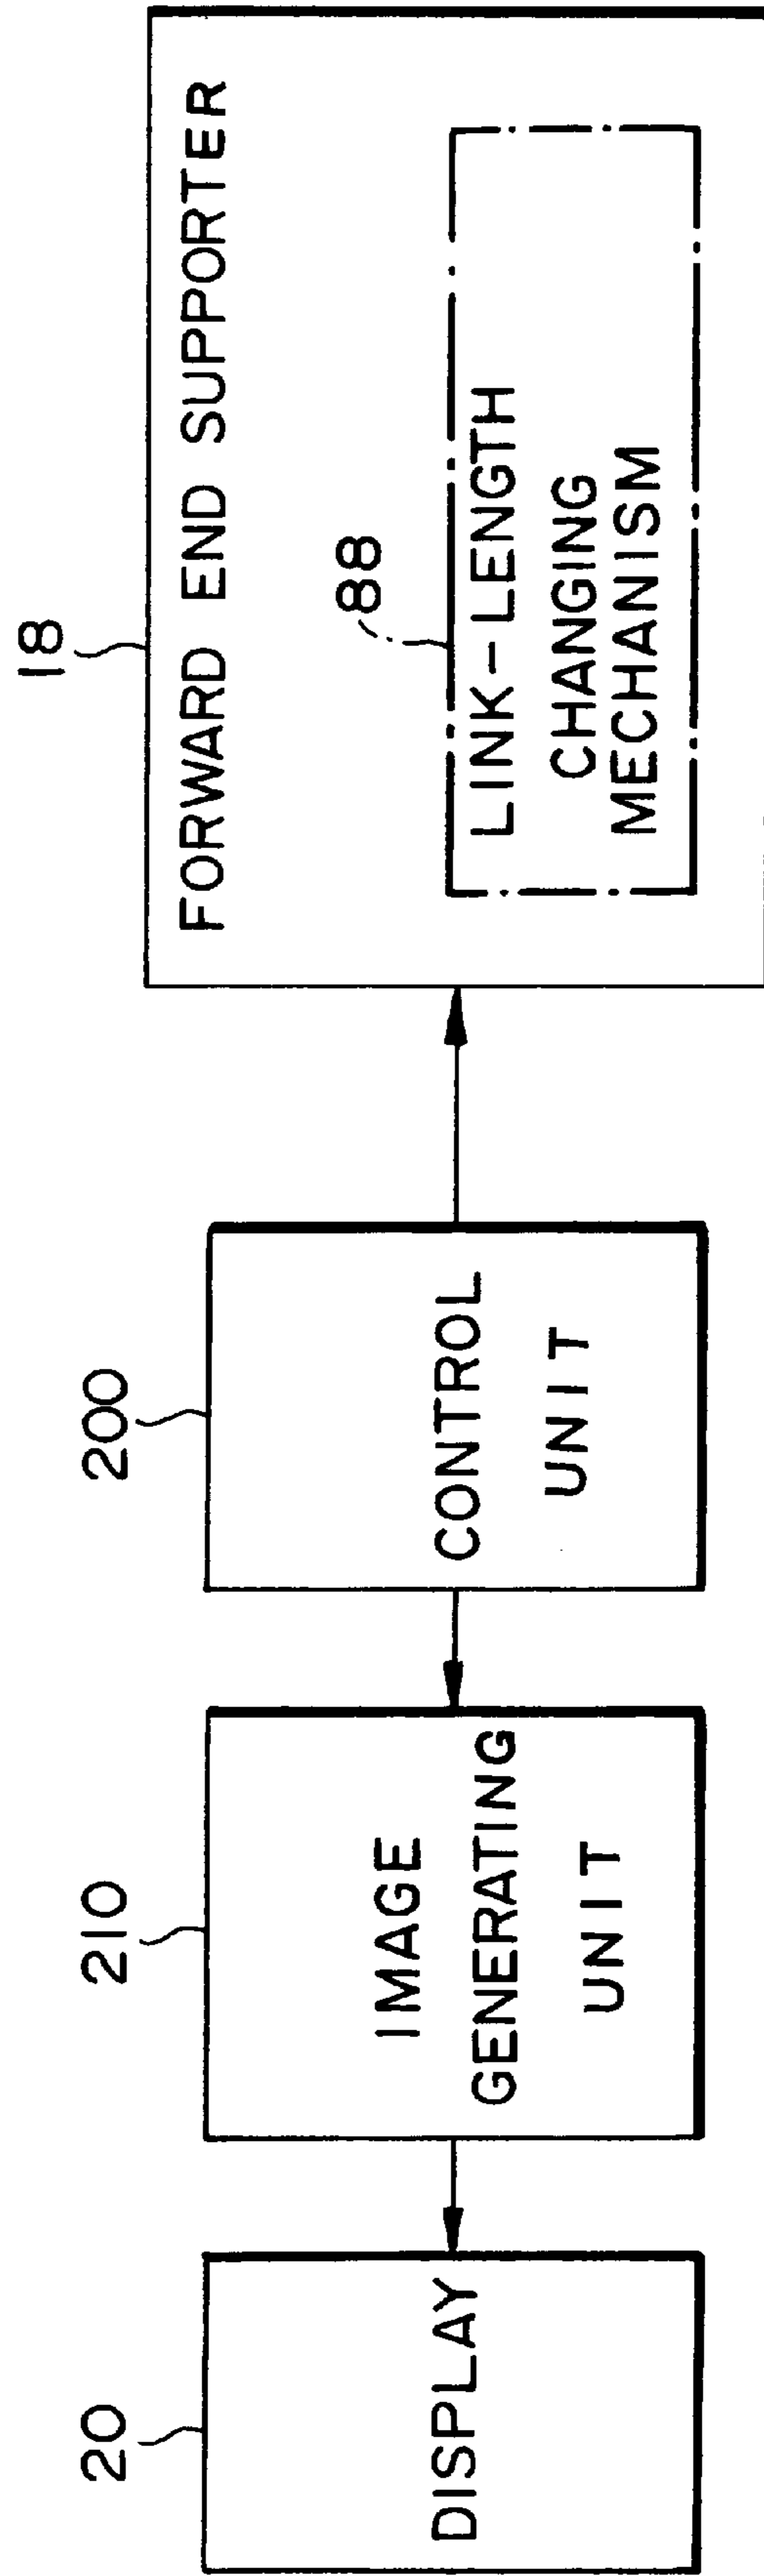 20
DISPLAY
210
IMAGE
GENERATING
UNIT
200
CONTROL
UNIT
18
FORWARD END SUPPORTER
88
LINK-LENGTH
CHANGING
MECHANISM